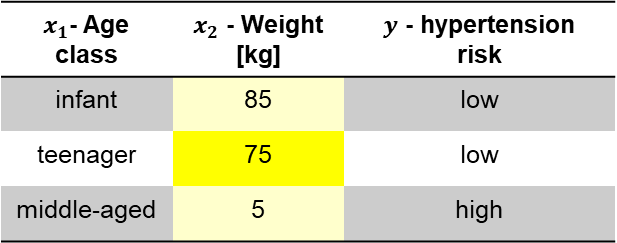 x₁- Age class x₂ - Weight [kg] y - hypertension risk
infant 85 low
teenager 75 low
middle-aged 5 high